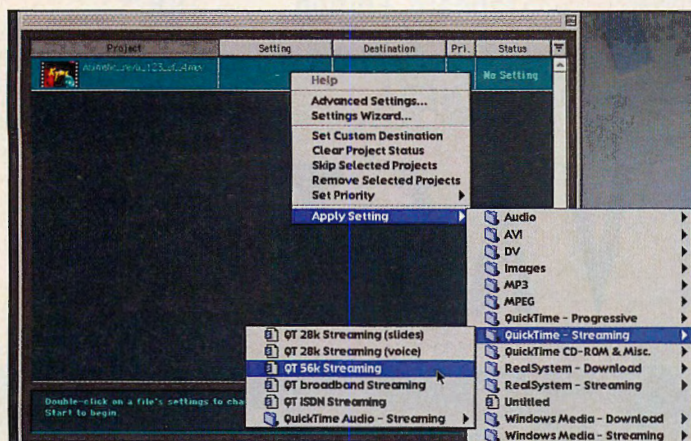 Project Setting Destination Pri. Status
No Setting
Help
Advanced Settings...
Settings Wizard...
Set Custom Destination
Clear Project Status
Skip Selected Projects
Remove Selected Projects
Set Priority
Apply Setting
Audio
AVI
DV
Images
MP3
MPEG
QuickTime - Progressive
QuickTime - Streaming
QuickTime CD-ROM & Misc.
RealSystem - Download
RealSystem - Streaming
Untitled
Windows Media - Download
Windows Media - Streaming
QT 28k Streaming (slides)
QT 28k Streaming (voice)
QT 56k Streaming
QT broadband Streaming
QT ISDN Streaming
QuickTime Audio - Streaming
Double-click on a file's settings to cha
Start to begin.